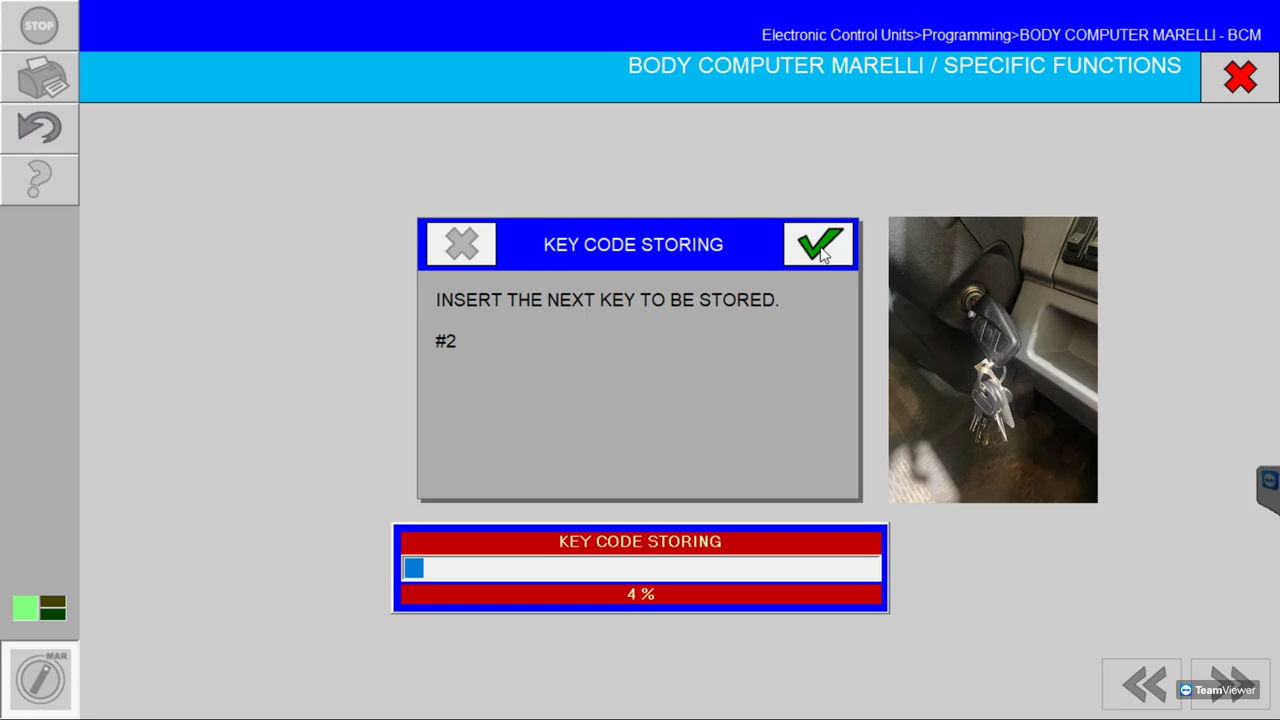 STOP
Electronic Control Units>Programming>BODY COMPUTER MARELLI - BCM
BODY COMPUTER MARELLI / SPECIFIC FUNCTIONS
KEY CODE STORING
INSERT THE NEXT KEY TO BE STORED.
#2
KEY CODE STORING
4 %
MAR
TeamViewer